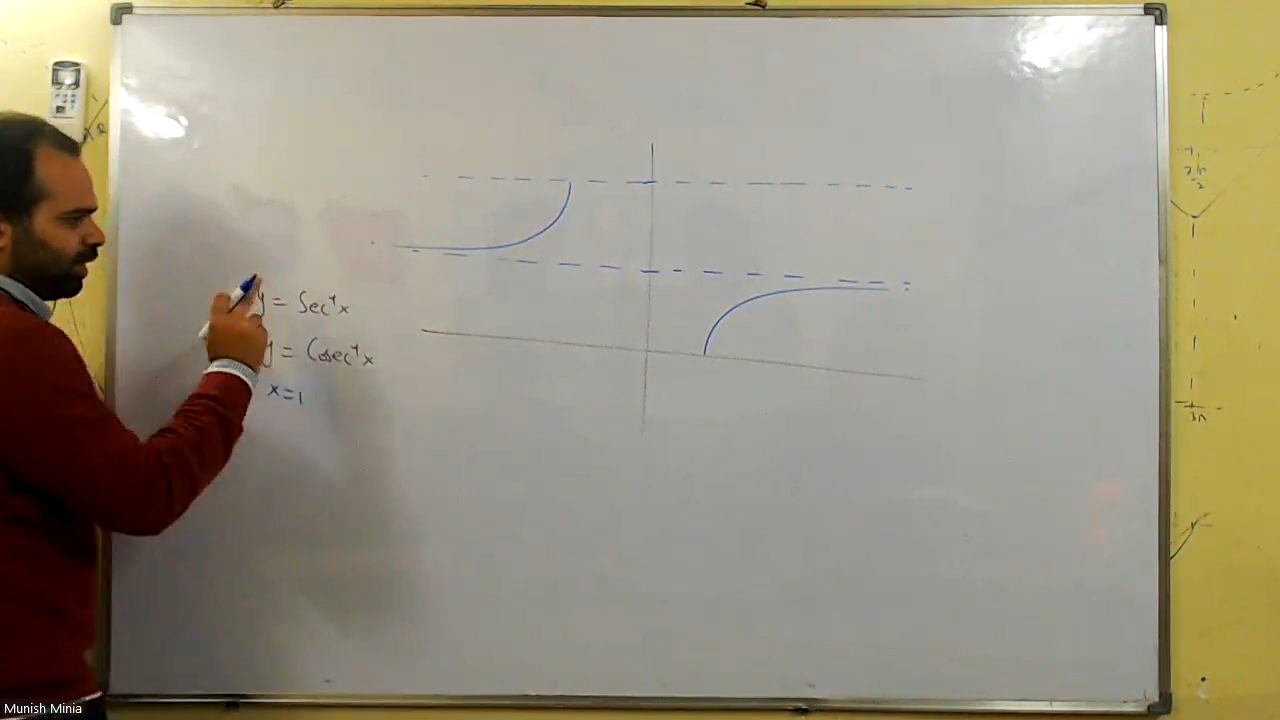 y = Sec⁻¹x
y = Cosec⁻¹x
x=1
Munish Minia